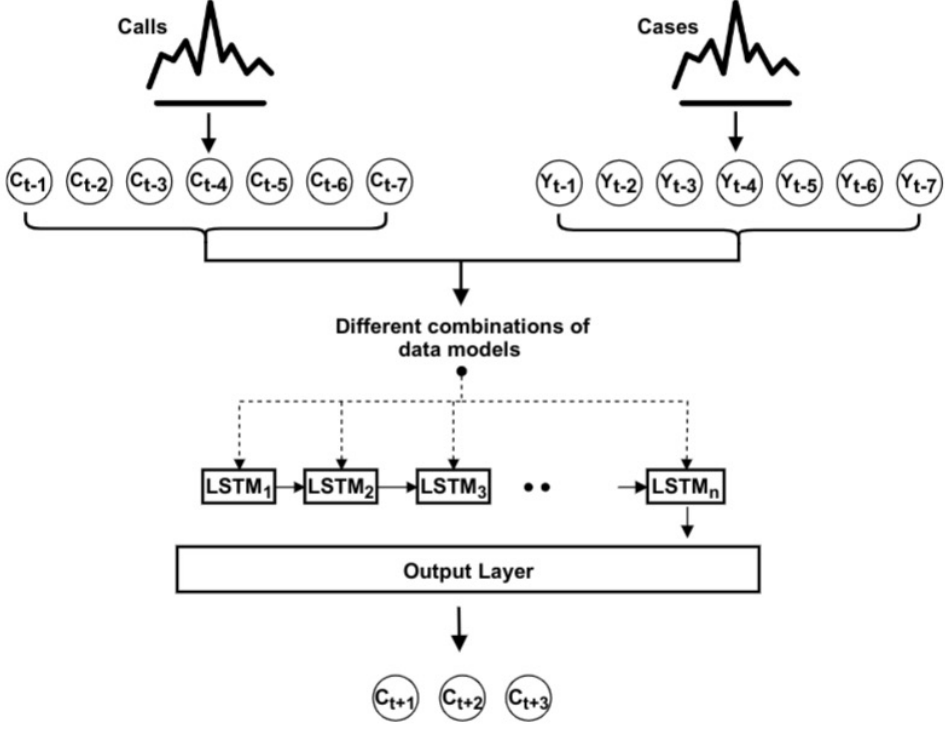 Calls Cases
Ct-1 Ct-2 Ct-3 Ct-4 Ct-5 Ct-6 Ct-7 Yt-1 Yt-2 Yt-3 Yt-4 Yt-5 Yt-6 Yt-7
Different combinations of
data models
LSTM1 LSTM2 LSTM3 LSTMn
Output Layer
Ct+1 Ct+2 Ct+3